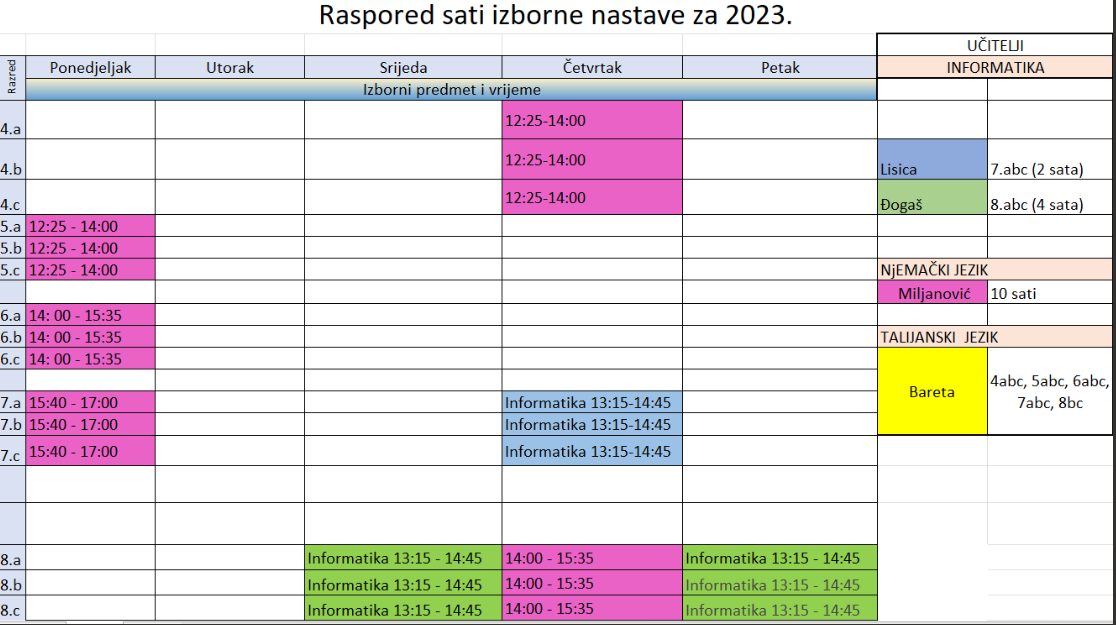 Raspored sati izborne nastave za 2023.
UČITELJI
Razred Ponedjeljak Utorak Srijeda Četvrtak Petak INFORMATIKA
Izborni predmet i vrijeme
4.a 12:25-14:00
4.b 12:25-14:00 Lisica 7.abc (2 sata)
4.c 12:25-14:00 Đogaš 8.abc (4 sata)
5.a 12:25 - 14:00
5.b 12:25 - 14:00
5.c 12:25 - 14:00 NjEMAČKI JEZIK
Miljanović 10 sati
6.a 14: 00 - 15:35
6.b 14: 00 - 15:35 TALIJANSKI JEZIK
6.c 14: 00 - 15:35
Bareta 4abc, 5abc, 6abc,
7abc, 8bc
7.a 15:40 - 17:00 Informatika 13:15-14:45
7.b 15:40 - 17:00 Informatika 13:15-14:45
7.c 15:40 - 17:00 Informatika 13:15-14:45
8.a Informatika 13:15 - 14:45 14:00 - 15:35 Informatika 13:15 - 14:45
8.b Informatika 13:15 - 14:45 14:00 - 15:35 Informatika 13:15 - 14:45
8.c Informatika 13:15 - 14:45 14:00 - 15:35 Informatika 13:15 - 14:45